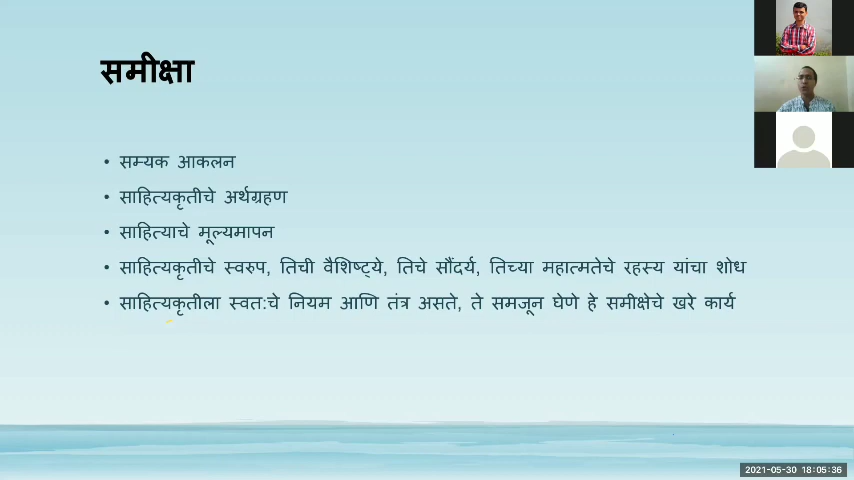 समीक्षा
• सम्यक आकलन
• साहित्यकृतीचे अर्थग्रहण
• साहित्याचे मूल्यमापन
• साहित्यकृतीचे स्वरुप, तिची वैशिष्ट्ये, तिचे सौंदर्य, तिच्या महात्मतेचे रहस्य यांचा शोध
• साहित्यकृतीला स्वत:चे नियम आणि तंत्र असते, ते समजून घेणे हे समीक्षेचे खरे कार्य
2021-05-30 18:05:36